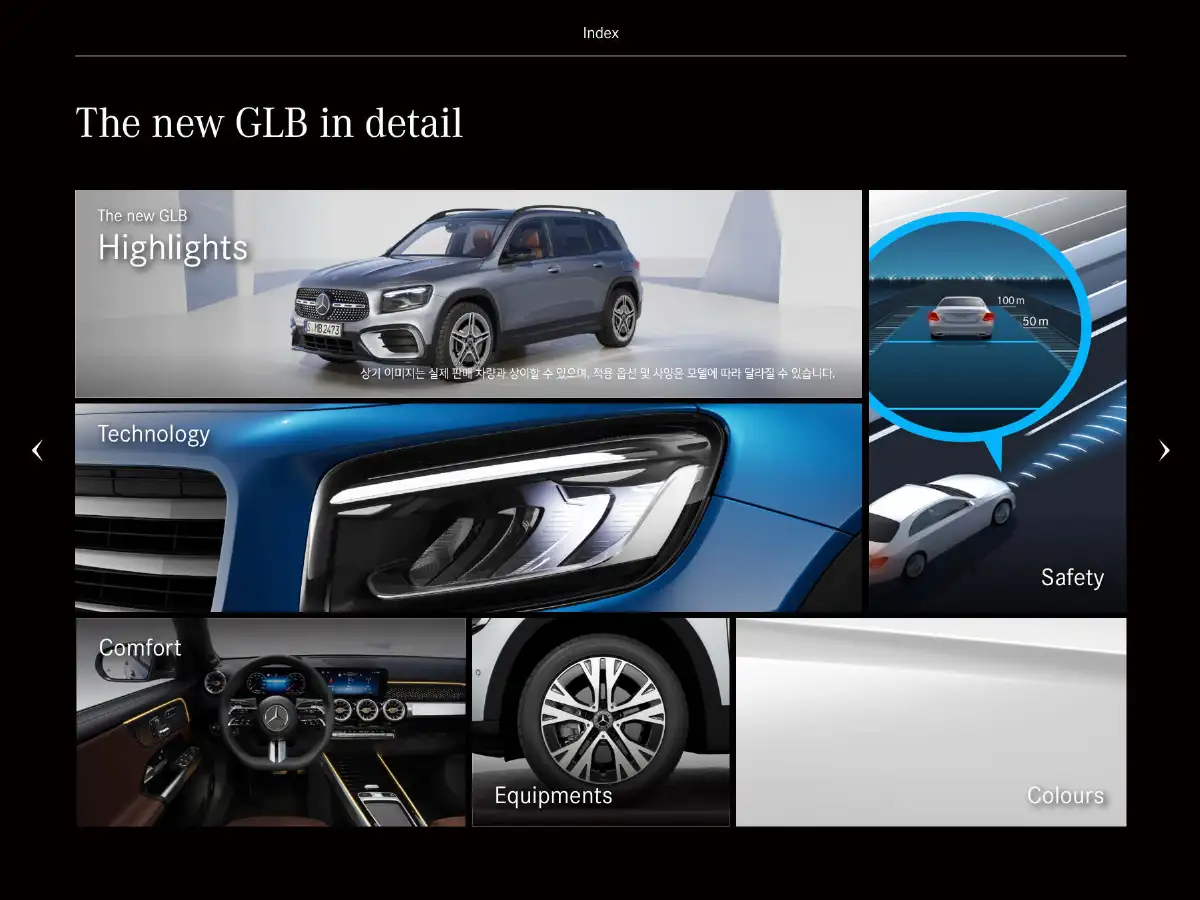 Index
The new GLB in detail
The new GLB
Highlights
S:MB2473
상기 이미지는 실제 판매 차량과 상이할 수 있으며, 적용 옵션 및 사양은 모델에 따라 달라질 수 있습니다.
100 m
50 m
Technology
Safety
Comfort
Equipments
Colours